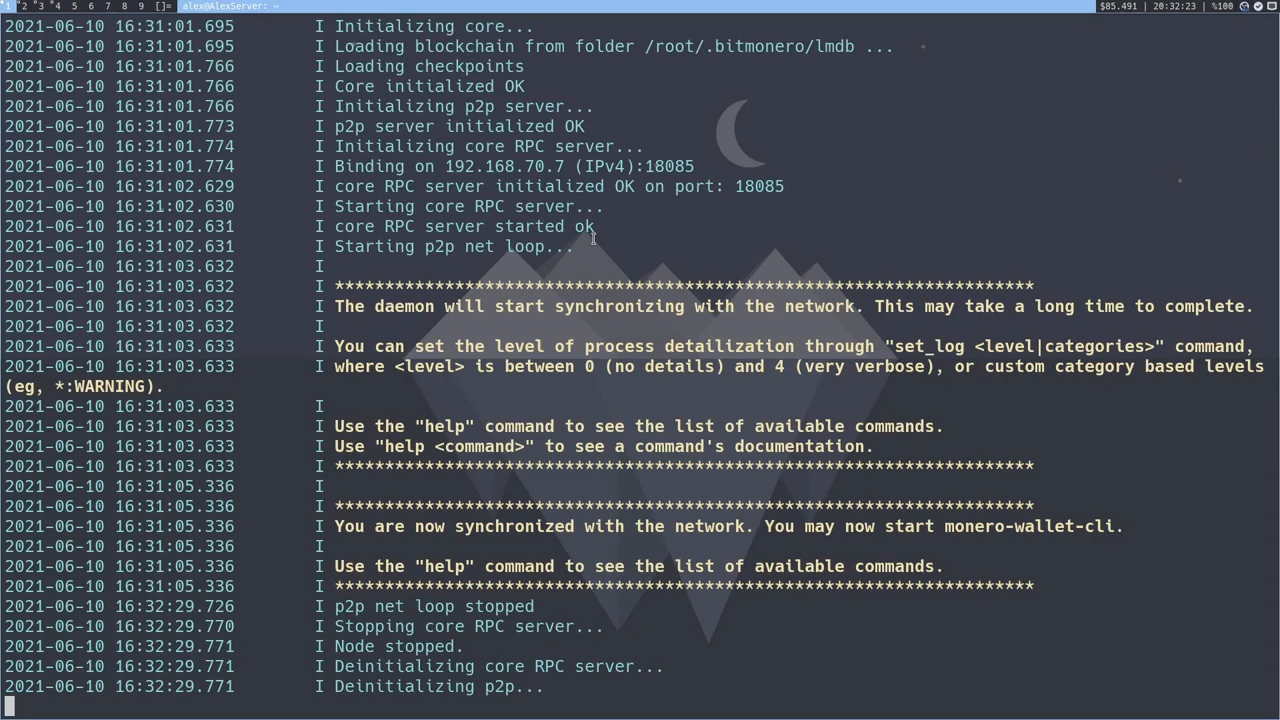 1 2 3 4 5 6 7 8 9 []= alex@AlexServer: ~ $85.491 | 20:32:23 | %100
2021-06-10 16:31:01.695 I Initializing core...
2021-06-10 16:31:01.695 I Loading blockchain from folder /root/.bitmonero/lmdb ...
2021-06-10 16:31:01.766 I Loading checkpoints
2021-06-10 16:31:01.766 I Core initialized OK
2021-06-10 16:31:01.766 I Initializing p2p server...
2021-06-10 16:31:01.773 I p2p server initialized OK
2021-06-10 16:31:01.774 I Initializing core RPC server...
2021-06-10 16:31:01.774 I Binding on 192.168.70.7 (IPv4):18085
2021-06-10 16:31:02.629 I core RPC server initialized OK on port: 18085
2021-06-10 16:31:02.630 I Starting core RPC server...
2021-06-10 16:31:02.631 I core RPC server started ok
2021-06-10 16:31:02.631 I Starting p2p net loop...
2021-06-10 16:31:03.632 I
2021-06-10 16:31:03.632 I **********************************************************************
2021-06-10 16:31:03.632 I The daemon will start synchronizing with the network. This may take a long time to complete.
2021-06-10 16:31:03.632 I
2021-06-10 16:31:03.633 I You can set the level of process detailization through "set_log <level|categories>" command,
2021-06-10 16:31:03.633 I where <level> is between 0 (no details) and 4 (very verbose), or custom category based levels
(eg, *:WARNING).
2021-06-10 16:31:03.633 I
2021-06-10 16:31:03.633 I Use the "help" command to see the list of available commands.
2021-06-10 16:31:03.633 I Use "help <command>" to see a command's documentation.
2021-06-10 16:31:03.633 I **********************************************************************
2021-06-10 16:31:05.336 I
2021-06-10 16:31:05.336 I **********************************************************************
2021-06-10 16:31:05.336 I You are now synchronized with the network. You may now start monero-wallet-cli.
2021-06-10 16:31:05.336 I
2021-06-10 16:31:05.336 I Use the "help" command to see the list of available commands.
2021-06-10 16:31:05.336 I **********************************************************************
2021-06-10 16:32:29.726 I p2p net loop stopped
2021-06-10 16:32:29.770 I Stopping core RPC server...
2021-06-10 16:32:29.771 I Node stopped.
2021-06-10 16:32:29.771 I Deinitializing core RPC server...
2021-06-10 16:32:29.771 I Deinitializing p2p...